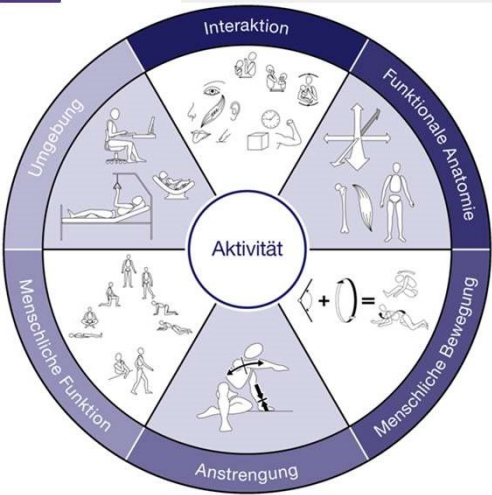 Interaktion
Funktionale Anatomie
Menschliche Bewegung
Anstrengung
Menschliche Funktion
Umgebung
Aktivität
+
=